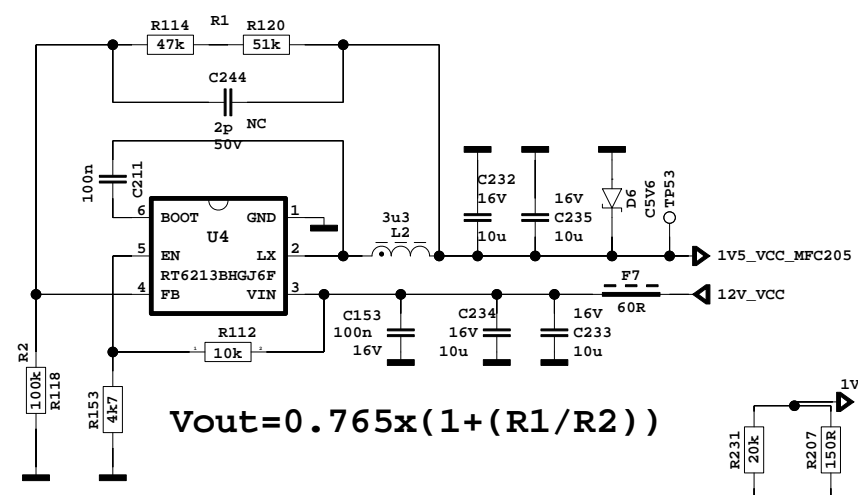 R114 R1 R120
47k 51k
C244
2p NC
50V
100n C211
6 BOOT GND 1
U4
5 EN LX 2
RT6213BHGJ6F
4 FB VIN 3
3u3
L2
C232
16V
10u
16V
C235
10u
D6 C5V6 TP53
1V5_VCC_MFC205
F7
60R
12V_VCC
C153
100n
16V
C234
16V
10u
16V
C233
10u
R112
1 10k 2
R2
100k R118
R153 4k7
Vout=0.765x(1+(R1/R2))
1V
R231 20k
R207 150R